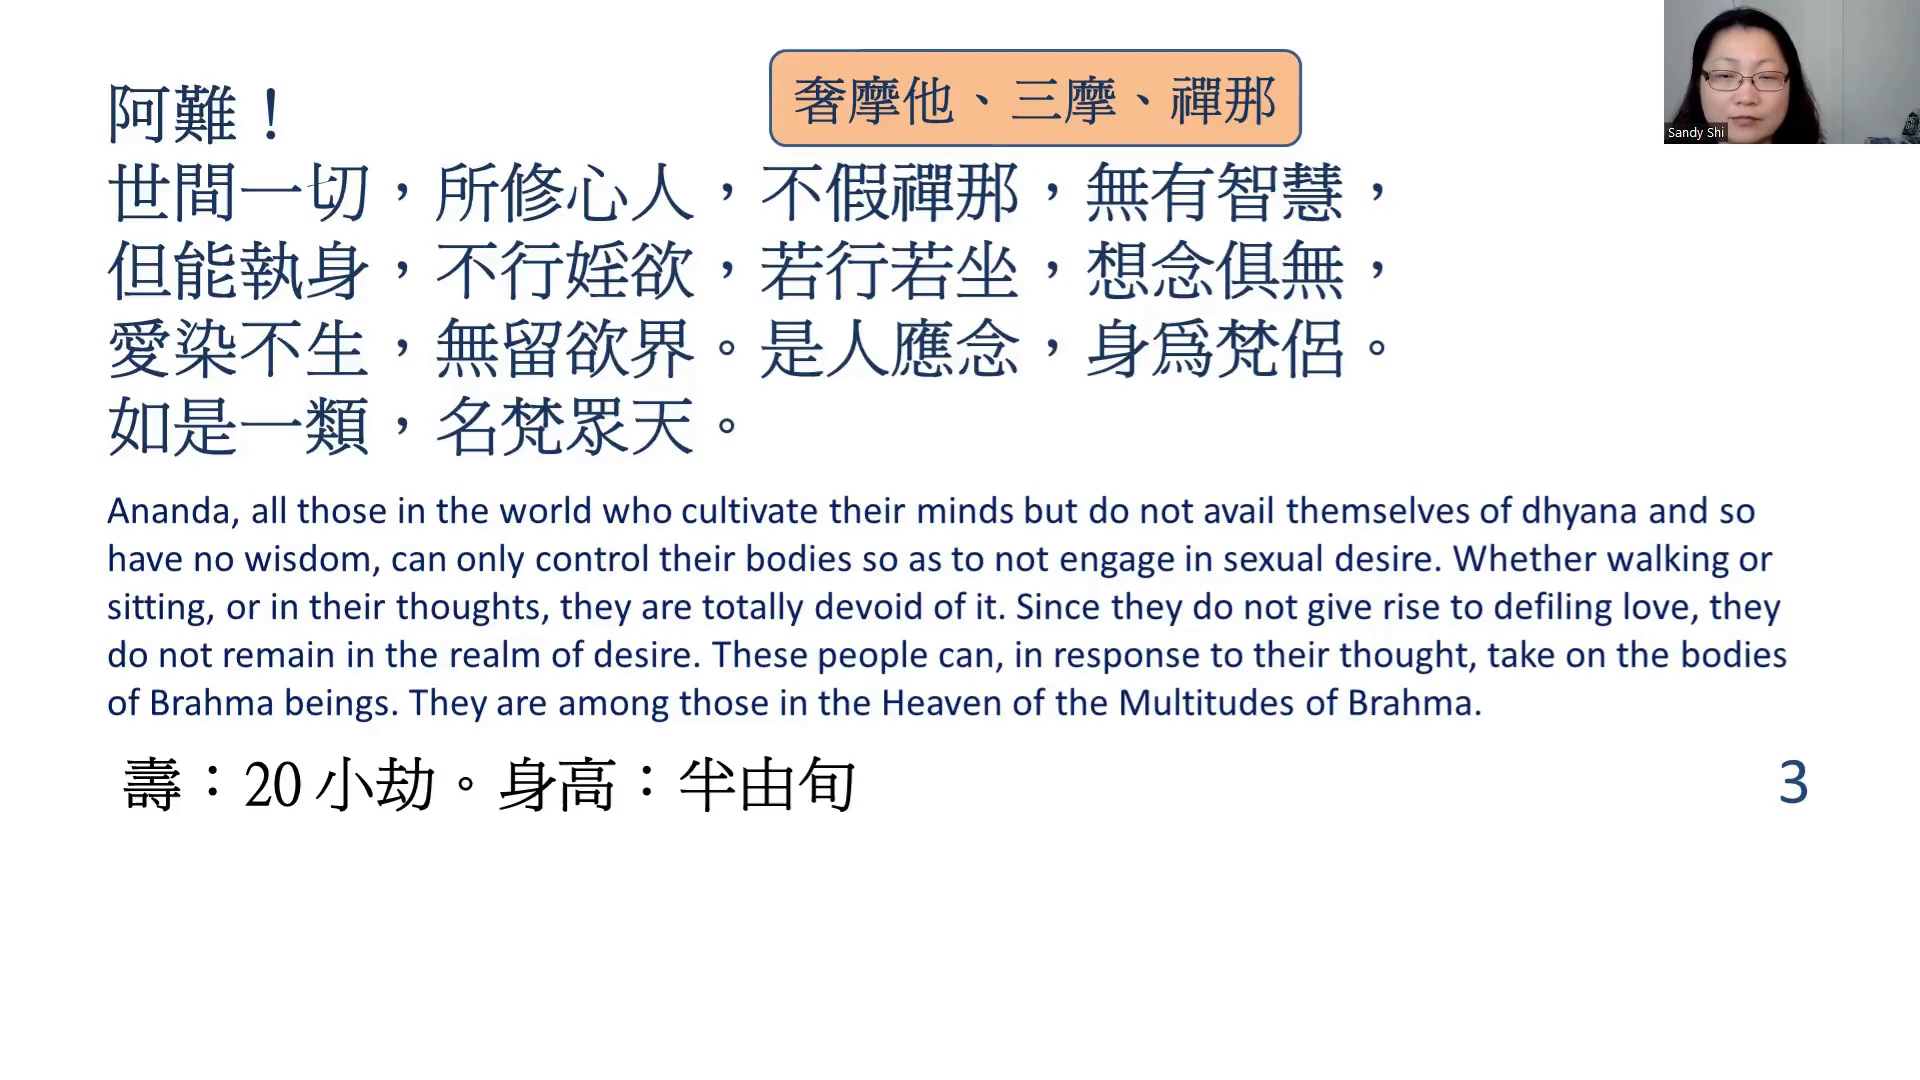 奢摩他、三摩、禪那
Sandy Shi
阿難！
世間一切，所修心人，不假禪那，無有智慧，
但能執身，不行婬欲，若行若坐，想念俱無，
愛染不生，無留欲界。是人應念，身爲梵侶。
如是一類，名梵眾天。
Ananda, all those in the world who cultivate their minds but do not avail themselves of dhyana and so
have no wisdom, can only control their bodies so as to not engage in sexual desire. Whether walking or
sitting, or in their thoughts, they are totally devoid of it. Since they do not give rise to defiling love, they
do not remain in the realm of desire. These people can, in response to their thought, take on the bodies
of Brahma beings. They are among those in the Heaven of the Multitudes of Brahma.
壽：20 小劫。身高：半由旬
3